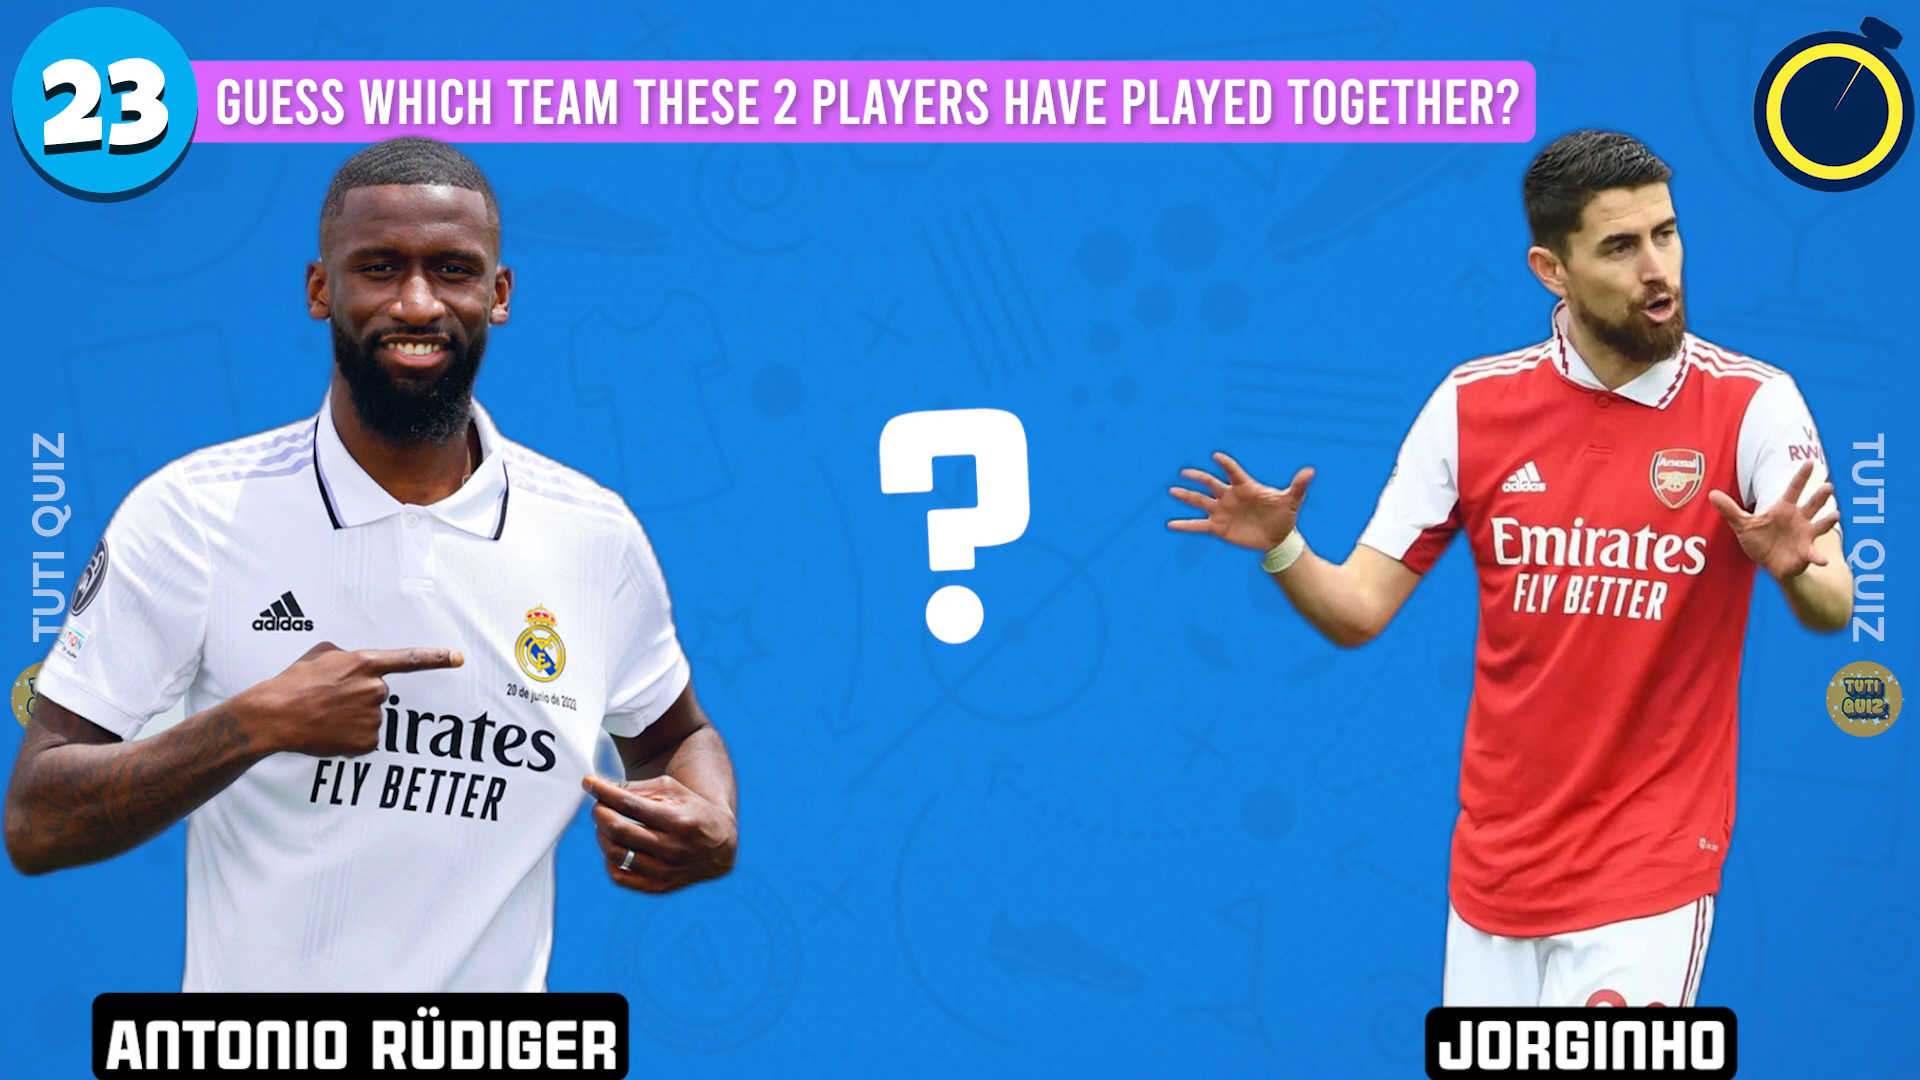 23
GUESS WHICH TEAM THESE 2 PLAYERS HAVE PLAYED TOGETHER?
TUTI QUIZ
adidas
20 de junio de 2022
irates
FLY BETTER
ANTONIO RÜDIGER
?
adidas
Arsenal
Emirates
FLY BETTER
TUTI QUIZ
TUTI
QUIZ
JORGINHO